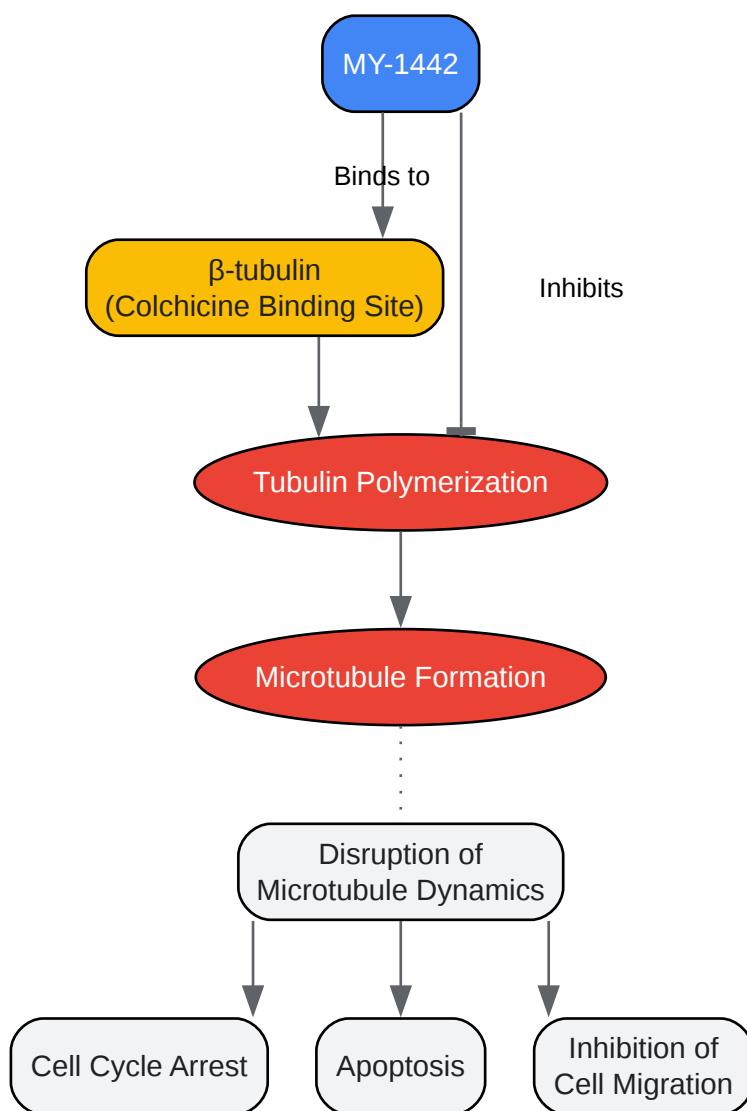 MY-1442
Binds to
β-tubulin
(Colchicine Binding Site)
Inhibits
Tubulin Polymerization
Microtubule Formation
Disruption of
Microtubule Dynamics
Cell Cycle Arrest
Apoptosis
Inhibition of
Cell Migration